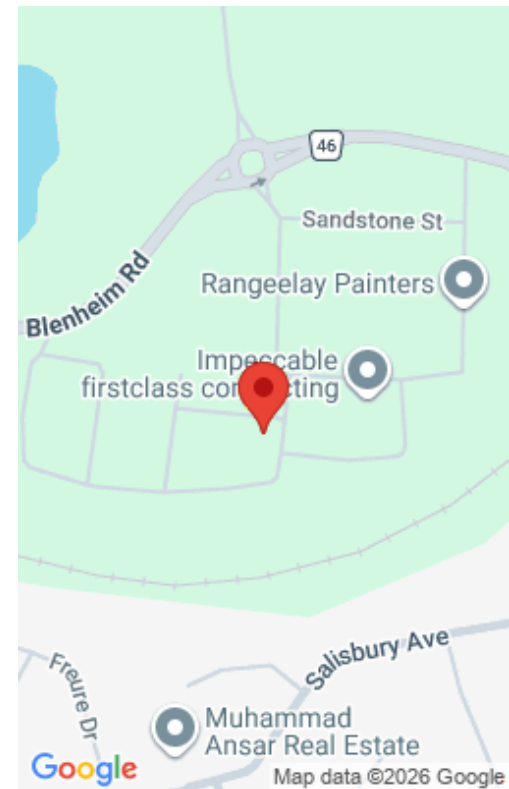 46
Sandstone St
Rangeelay Painters
Blenheim Rd
Impeccable
firstclass contracting
Salisbury Ave
Freure Dr
Muhammad
Ansar Real Estate
Google
Map data ©2026 Google